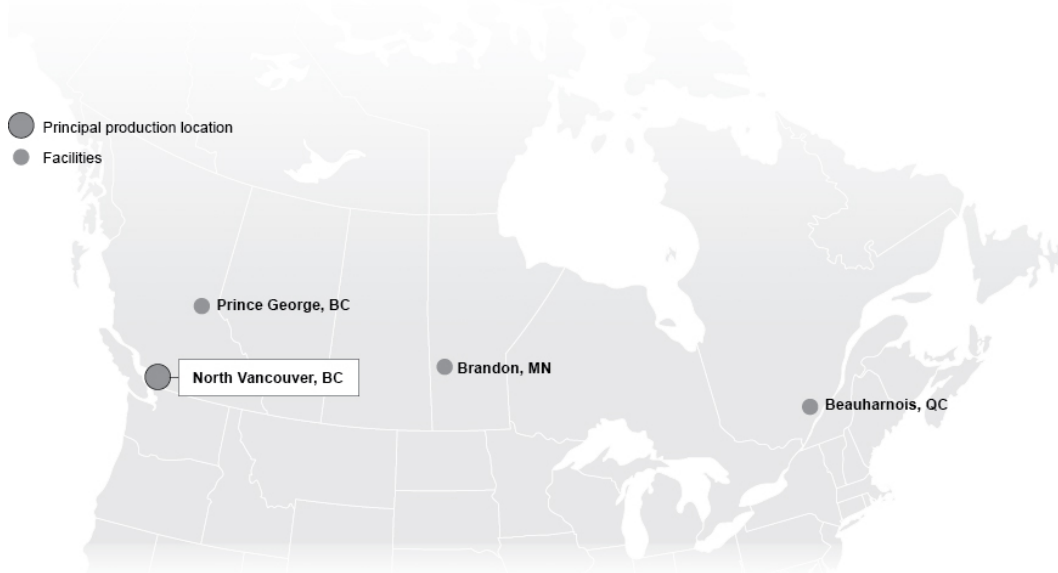 Principal production location
Facilities
Prince George, BC
Brandon, MN
North Vancouver, BC
Beauharnois, QC